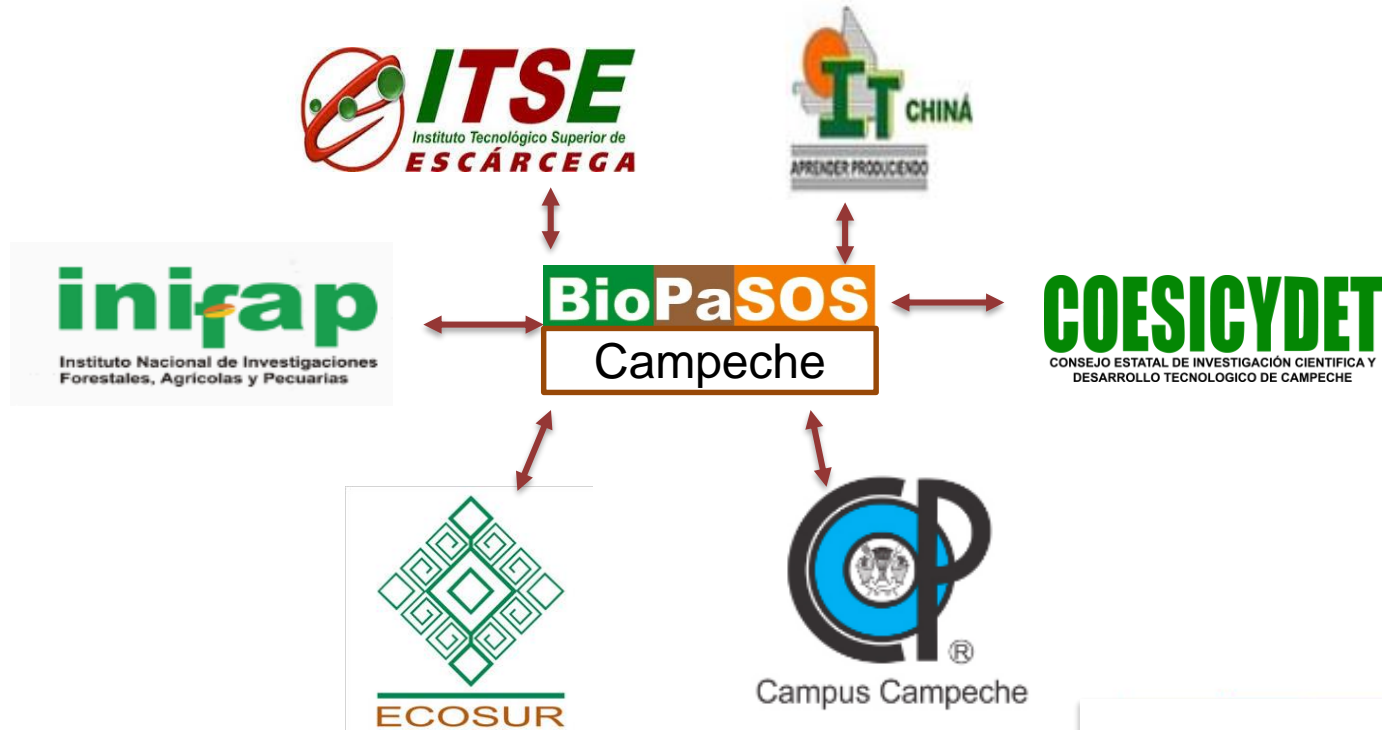 ITSE
Instituto Tecnológico Superior de
ESCÁRCEGA
IT CHINÁ
APRENDER PRODUCIENDO
inifap
Instituto Nacional de Investigaciones
Forestales, Agrícolas y Pecuarias
BioPaSOS
Campeche
COESICYDET
CONSEJO ESTATAL DE INVESTIGACIÓN CIENTIFICA Y
DESARROLLO TECNOLOGICO DE CAMPECHE
ECOSUR
CP
®
Campus Campeche